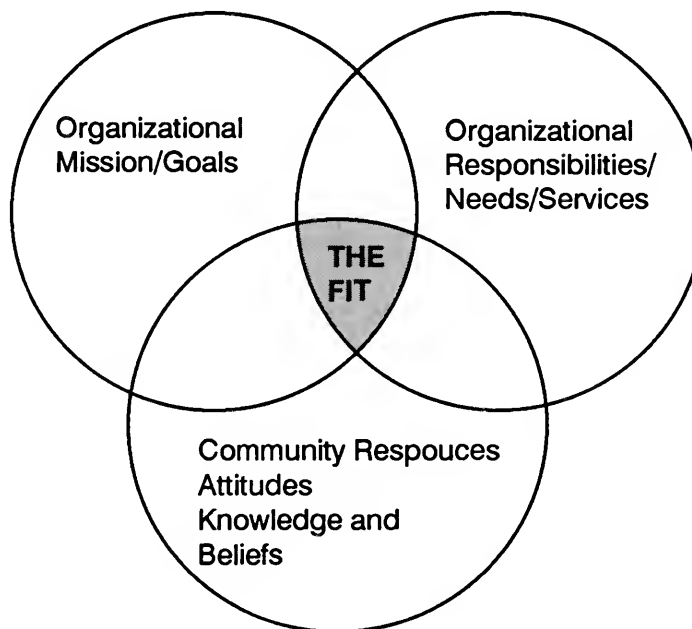 Organizational
Mission/Goals
Organizational
Responsibilities/
Needs/Services
THE
FIT
Community Respouces
Attitudes
Knowledge and
Beliefs